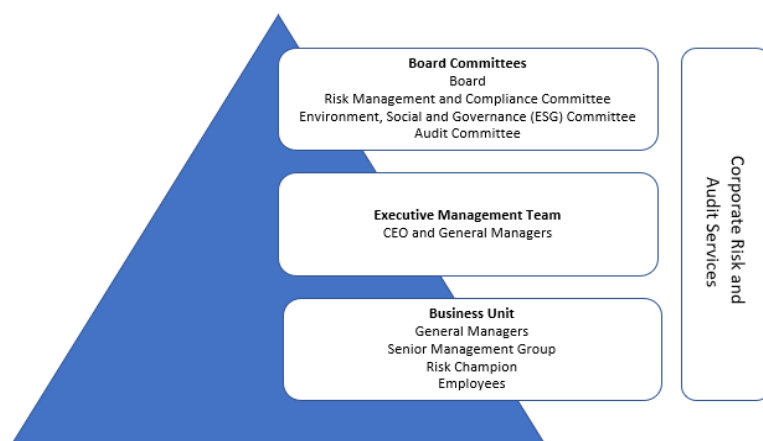 Board Committees
Board
Risk Management and Compliance Committee
Environment, Social and Governance (ESG) Committee
Audit Committee
Executive Management Team
CEO and General Managers
Business Unit
General Managers
Senior Management Group
Risk Champion
Employees
Corporate Risk and
Audit Services